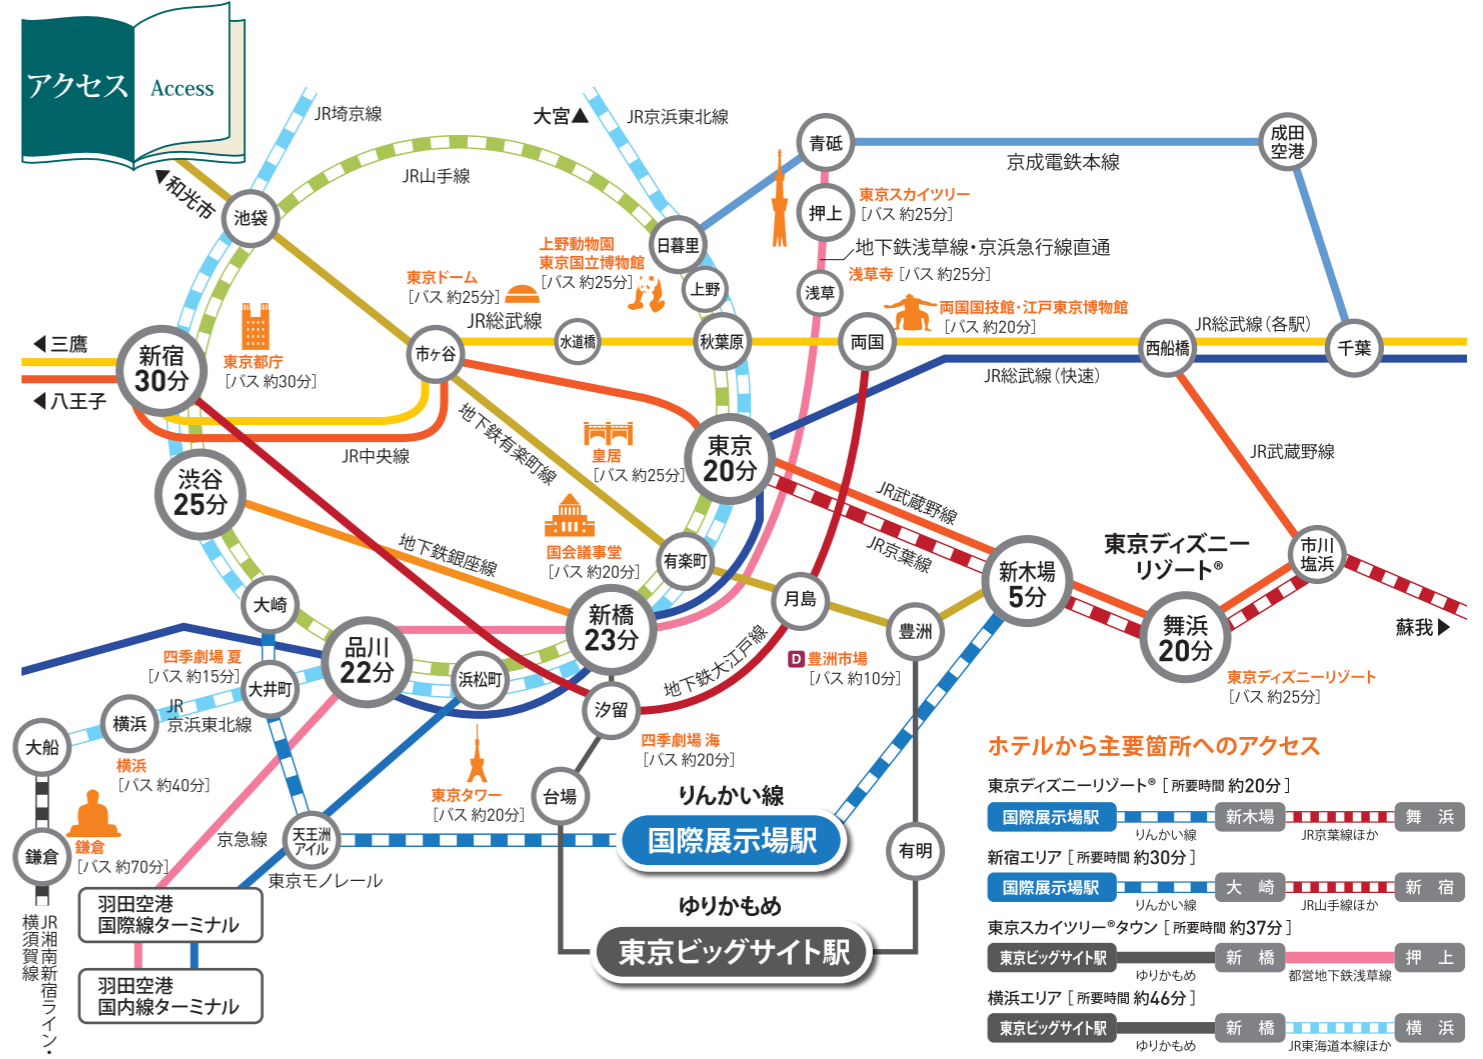 アクセス
Access
JR埼京線
大宮▲
JR京浜東北線
青砥
成田
空港
京成電鉄本線
JR山手線
◀和光市
池袋
押上
東京スカイツリー
［バス 約25分］
日暮里
地下鉄浅草線・京浜急行線直通
上野動物園
東京国立博物館
［バス 約25分］
東京ドーム
［バス 約25分］
上野
浅草
浅草寺［バス 約25分］
両国国技館・江戸東京博物館
［バス 約20分］
JR総武線
水道橋
秋葉原
両国
西船橋
JR総武線（各駅）
千葉
◀三鷹
新宿
30分
東京都庁
［バス 約30分］
市ヶ谷
JR総武線（快速）
◀八王子
JR中央線
地下鉄有楽町線
皇居
［バス 約25分］
東京
20分
JR武蔵野線
渋谷
25分
JR武蔵野線
JR京葉線
地下鉄銀座線
国会議事堂
［バス 約20分］
有楽町
東京ディズニー
リゾート®
市川
塩浜
新木場
5分
大崎
月島
新橋
23分
豊洲
舞浜
20分
蘇我▶
品川
22分
四季劇場 夏
［バス 約15分］
大井町
浜松町
地下鉄大江戸線
D
豊洲市場
［バス 約10分］
東京ディズニーリゾート
［バス 約25分］
JR
京浜東北線
横浜
大船
汐留
四季劇場 海
［バス 約20分］
横浜
［バス 約40分］
東京タワー
［バス 約20分］
台場
りんかい線
国際展示場駅
天王洲
アイル
京急線
鎌倉
鎌倉
［バス 約70分］
有明
東京モノレール
ゆりかもめ
東京ビッグサイト駅
羽田空港
国際線ターミナル
羽田空港
国内線ターミナル
JR湘南新宿ライン・
横須賀線
ホテルから主要箇所へのアクセス
東京ディズニーリゾート®［所要時間 約20分］
国際展示場駅
りんかい線
新木場
JR京葉線ほか
舞 浜
新宿エリア［所要時間 約30分］
国際展示場駅
りんかい線
大 崎
JR山手線ほか
新 宿
東京スカイツリー®タウン［所要時間 約37分］
東京ビッグサイト駅
ゆりかもめ
新 橋
都営地下鉄浅草線
押 上
横浜エリア［所要時間 約46分］
東京ビッグサイト駅
ゆりかもめ
新 橋
JR東海道本線ほか
横 浜